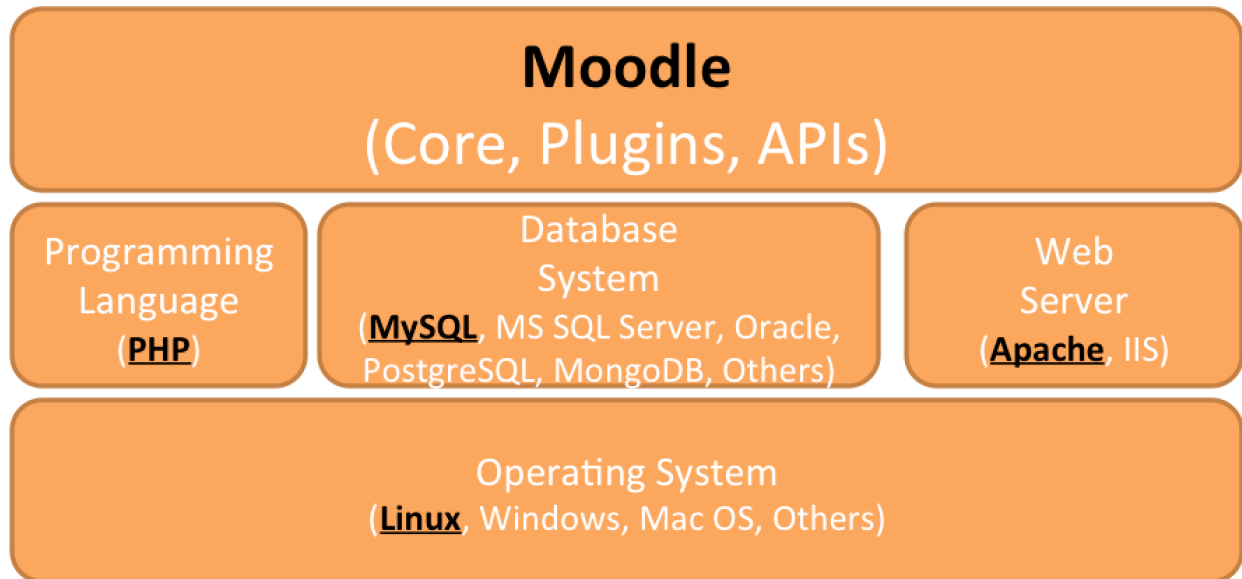 Moodle
(Core, Plugins, APIs)
Programming
Language
(PHP)
Database
System
(MySQL, MS SQL Server, Oracle,
PostgreSQL, MongoDB, Others)
Web
Server
(Apache, IIS)
Operating System
(Linux, Windows, Mac OS, Others)